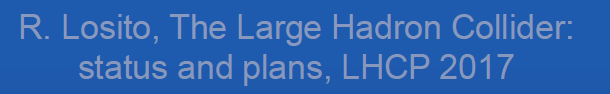 R. Losito, The Large Hadron Collider:
status and plans, LHCP 2017